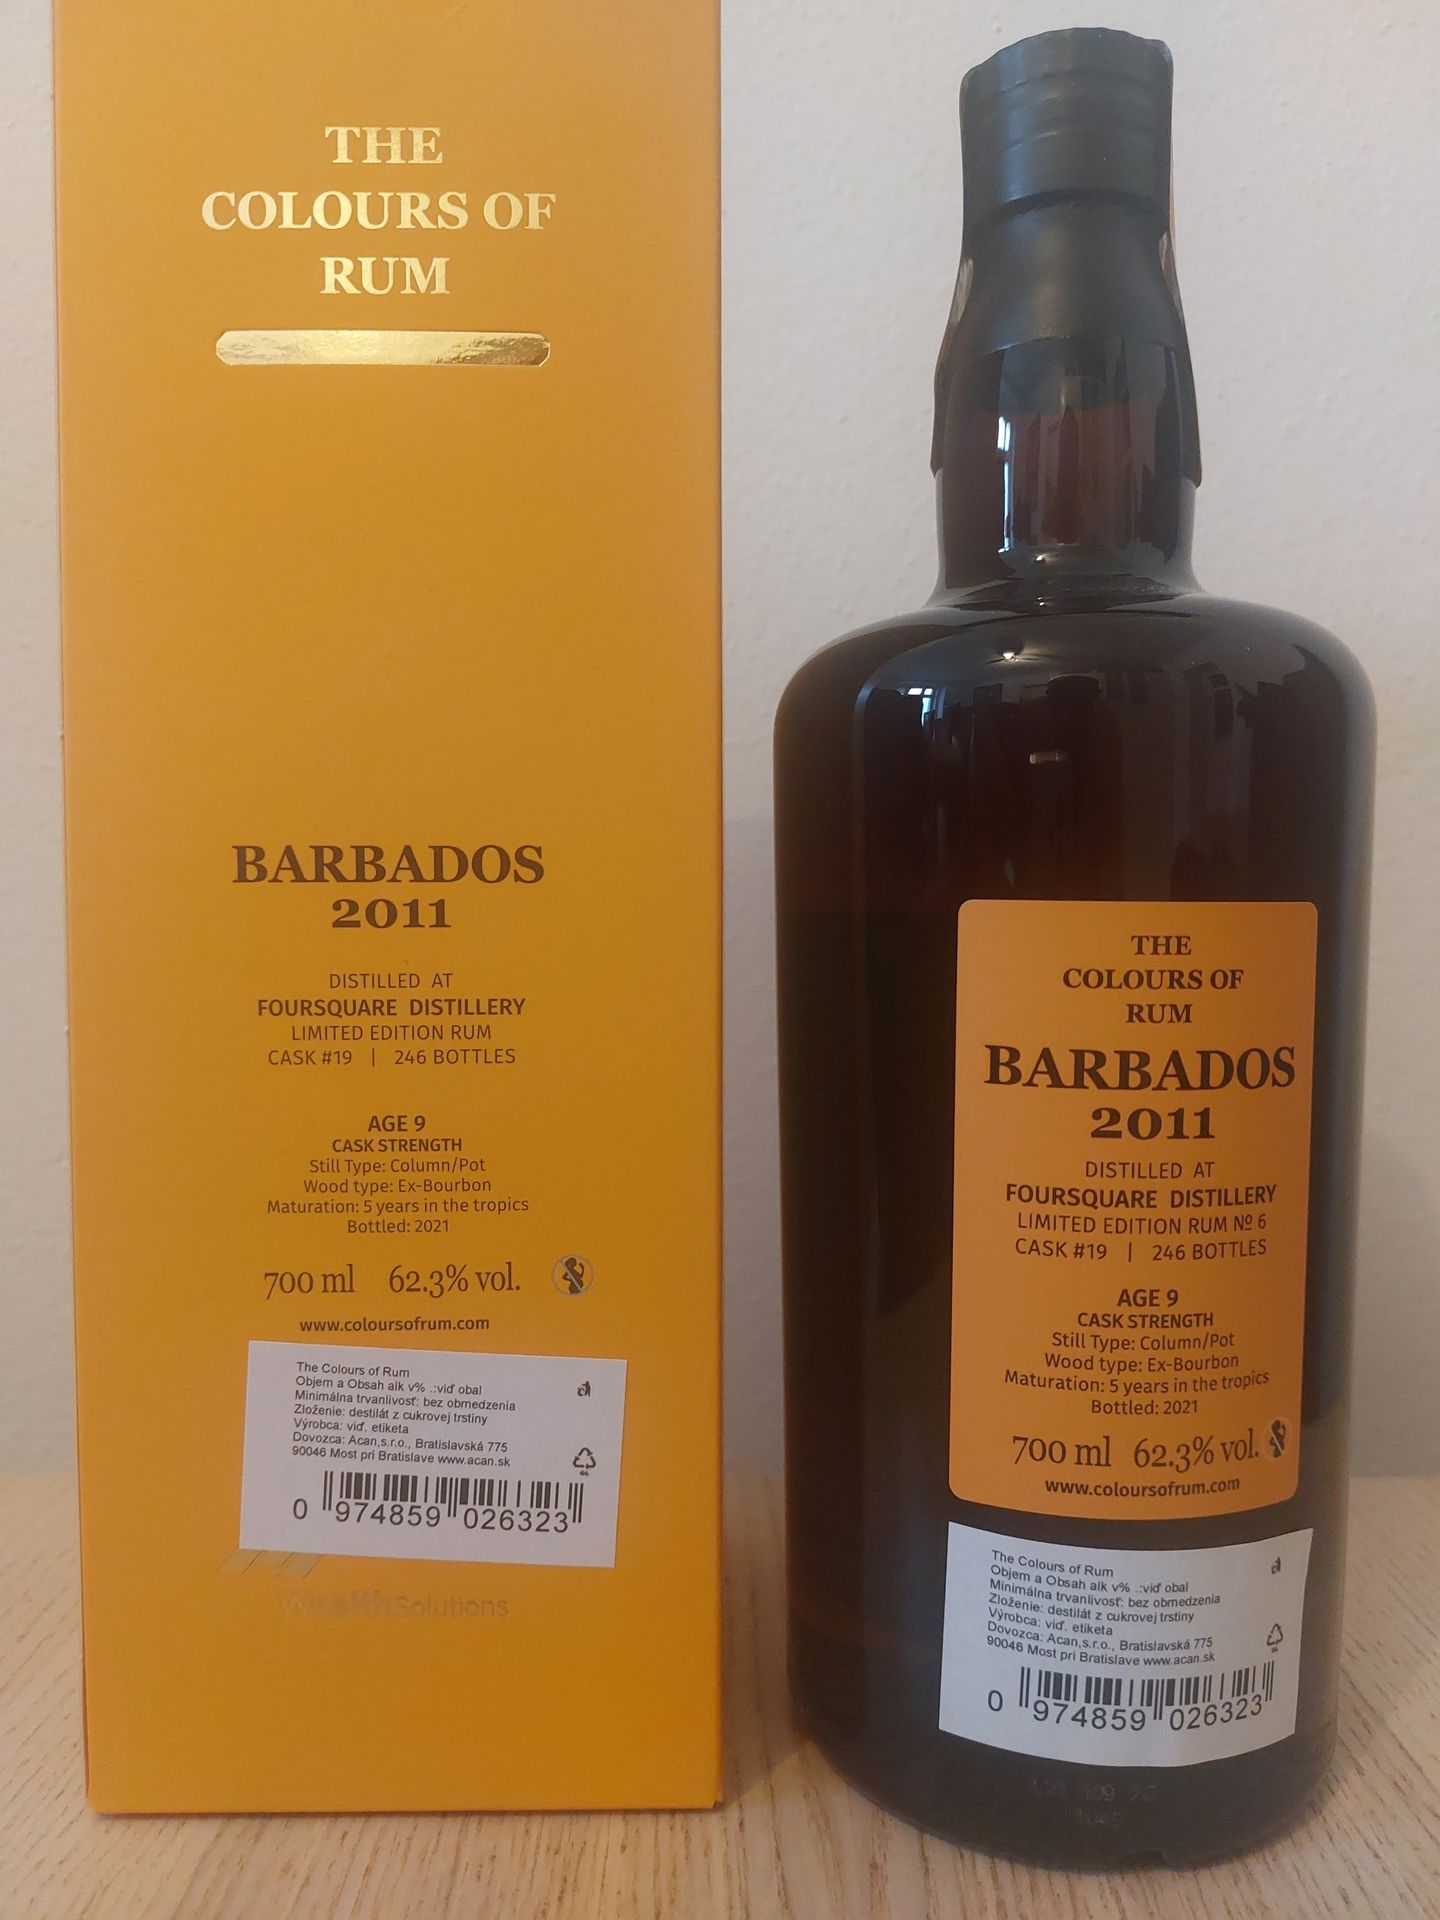 THE
COLOURS OF
RUM
BARBADOS
2011
DISTILLED AT
FOURSQUARE DISTILLERY
LIMITED EDITION RUM
CASK #19 | 246 BOTTLES
AGE 9
CASK STRENGTH
Still Type: Column/Pot
Wood type: Ex-Bourbon
Maturation: 5 years in the tropics
Bottled: 2021
700 ml 62.3% vol.
www.coloursofrum.com
The Colours of Rum
Objem a Obsah alk v% .:viď obal
Minimálna trvanlivosť: bez obmedzenia
Zloženie: destilát z cukrovej trstiny
Výrobca: viď. etiketa
Dovozca: Acan,s.r.o., Bratislavská 775
90046 Most pri Bratislave www.acan.sk
0 974859 026323
WealthSolutions
THE
COLOURS OF
RUM
BARBADOS
2011
DISTILLED AT
FOURSQUARE DISTILLERY
LIMITED EDITION RUM № 6
CASK #19 | 246 BOTTLES
AGE 9
CASK STRENGTH
Still Type: Column/Pot
Wood type: Ex-Bourbon
Maturation: 5 years in the tropics
Bottled: 2021
700 ml 62.3% vol.
www.coloursofrum.com
The Colours of Rum
Objem a Obsah alk v% .:viď obal
Minimálna trvanlivosť: bez obmedzenia
Zloženie: destilát z cukrovej trstiny
Výrobca: viď. etiketa
Dovozca: Acan,s.r.o., Bratislavská 775
90046 Most pri Bratislave www.acan.sk
0 974859 026323